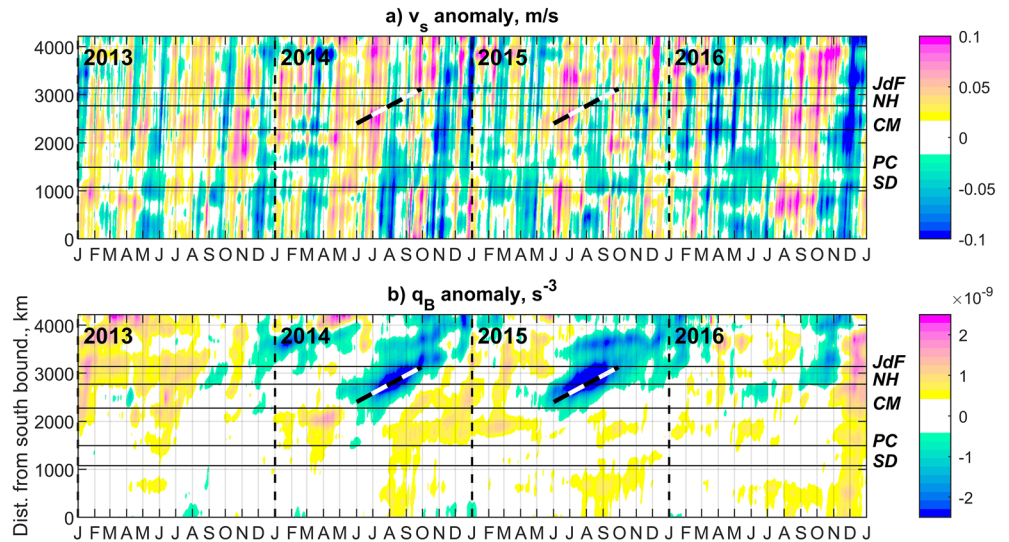 a) vs anomaly, m/s
4000
3000
2000
1000
0
2013
2014
2015
2016
JdF
NH
CM
PC
SD
0.1
0.05
0
-0.05
-0.1
J F M A M J J A S O N D J F M A M J J A S O N D J F M A M J J A S O N D J F M A M J J A S O N D J
b) qB anomaly, s-3
Dist. from south bound., km
4000
3000
2000
1000
0
2013
2014
2015
2016
JdF
NH
CM
PC
SD
×10-9
2
1
0
-1
-2
J F M A M J J A S O N D J F M A M J J A S O N D J F M A M J J A S O N D J F M A M J J A S O N D J